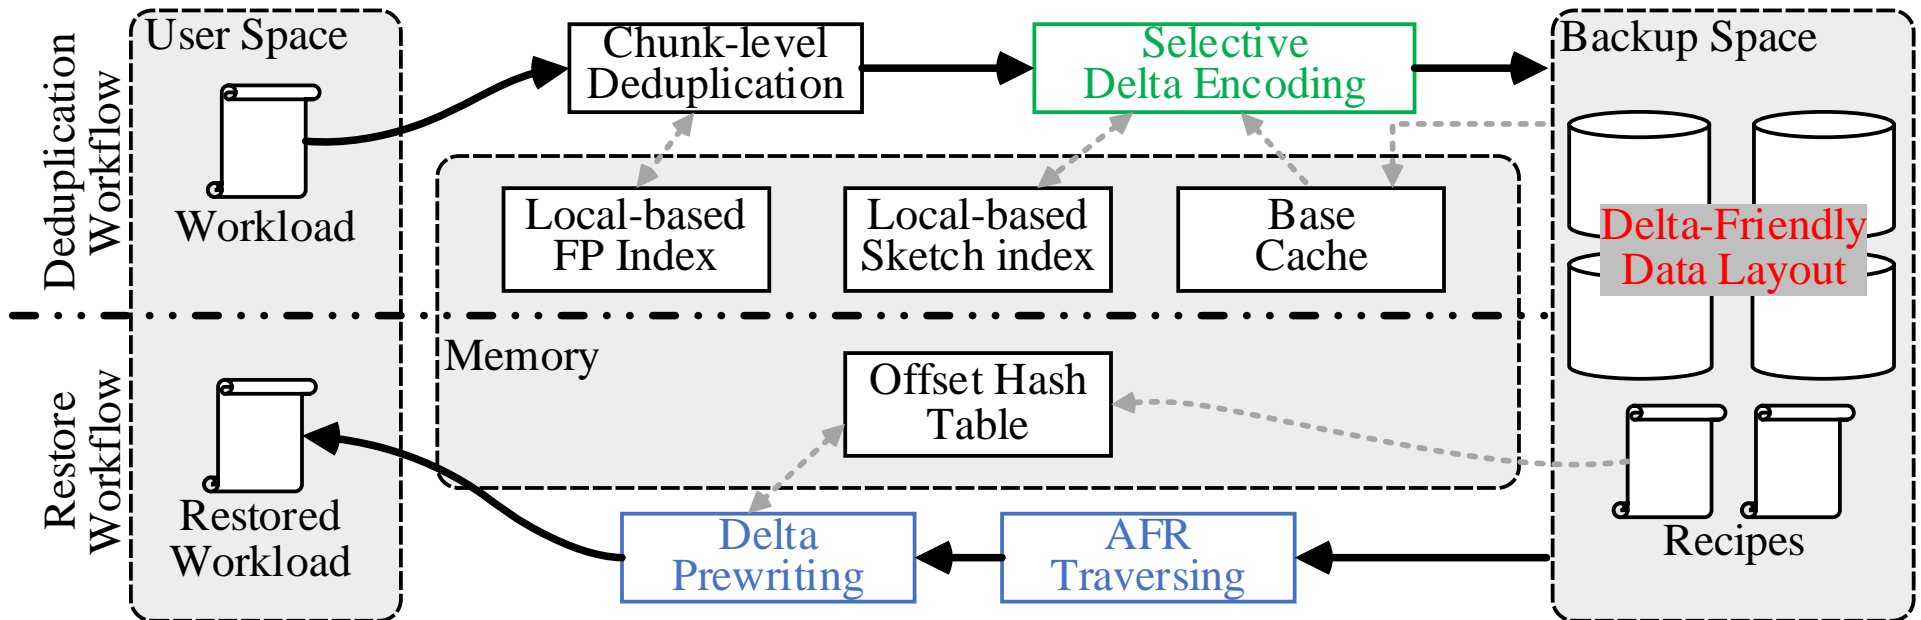 Deduplication
Workflow
User Space
Workload
Chunk-level
Deduplication
Selective
Delta Encoding
Backup Space
Local-based
FP Index
Local-based
Sketch index
Base
Cache
Delta-Friendly
Data Layout
Restore
Workflow
Memory
Offset Hash
Table
Restored
Workload
Delta
Prewriting
AFR
Traversing
Recipes